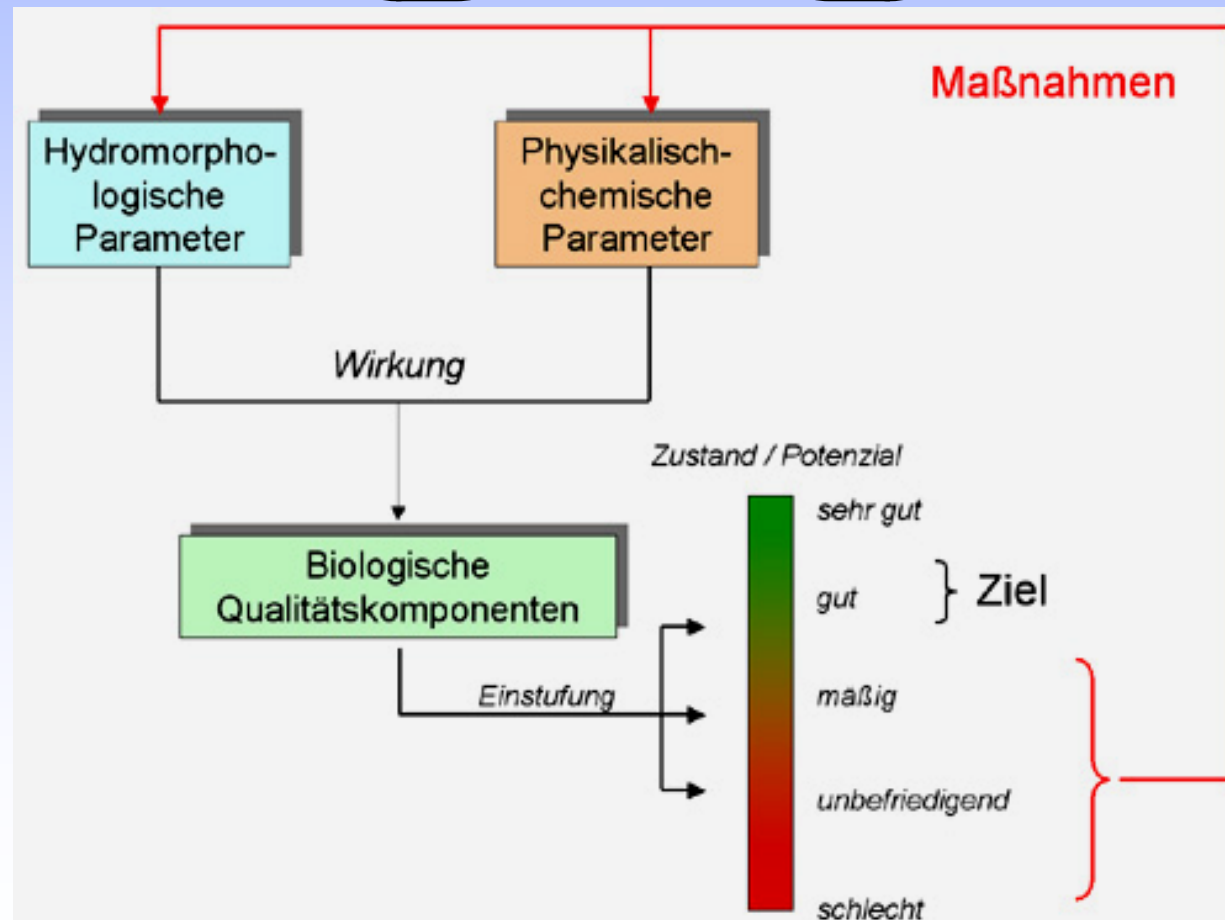 Maßnahmen
Hydromorpho-
logische
Parameter
Physikalisch-
chemische
Parameter
Wirkung
Zustand / Potenzial
sehr gut
Biologische
Qualitätskomponenten
gut
Ziel
Einstufung
mäßig
unbefriedigend
schlecht